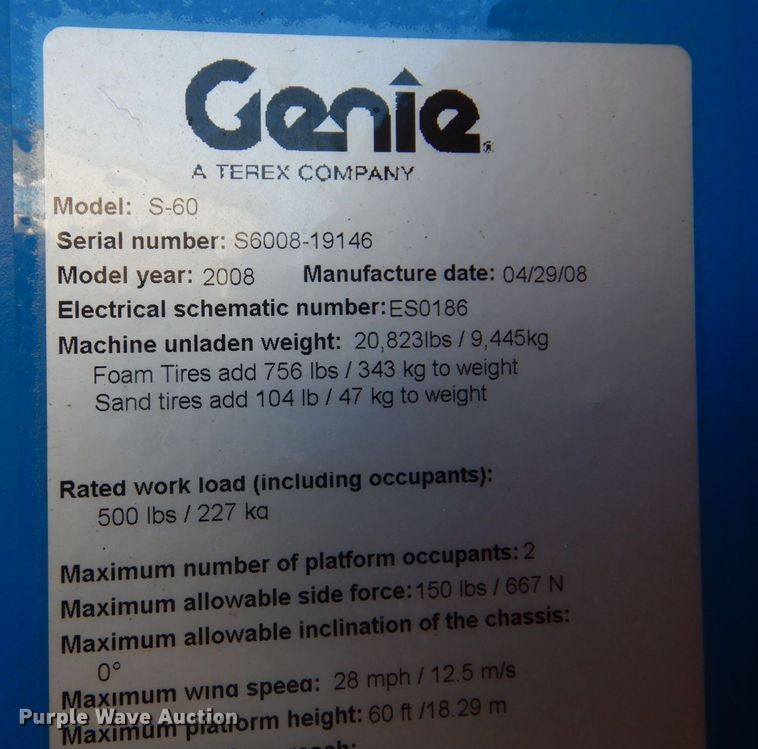 Genie
A TEREX COMPANY
Model: S-60
Serial number: S6008-19146
Model year: 2008 Manufacture date: 04/29/08
Electrical schematic number: ES0186
Machine unladen weight: 20,823lbs / 9,445kg
Foam Tires add 756 lbs / 343 kg to weight
Sand tires add 104 lb / 47 kg to weight
Rated work load (including occupants):
500 lbs / 227 kg
Maximum number of platform occupants: 2
Maximum allowable side force: 150 lbs / 667 N
Maximum allowable inclination of the chassis:
0°
Maximum wind speed: 28 mph / 12.5 m/s
Purple Wave Auction
Maximum platform height: 60 ft /18.29 m
reach: